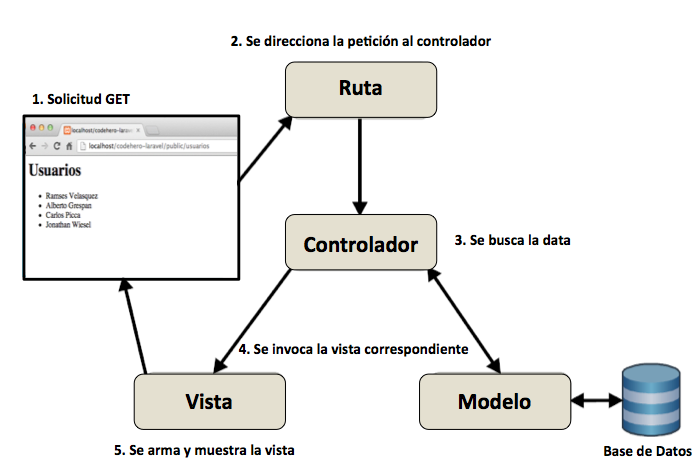 2. Se direcciona la petición al controlador
Ruta
1. Solicitud GET
localhost/codehero-larav
localhost/codehero-laravel/public/usuarios
Usuarios
• Ramses Velasquez
• Alberto Grespan
• Carlos Picca
• Jonathan Wiesel
Controlador
3. Se busca la data
4. Se invoca la vista correspondiente
Vista
Modelo
5. Se arma y muestra la vista
Base de Datos